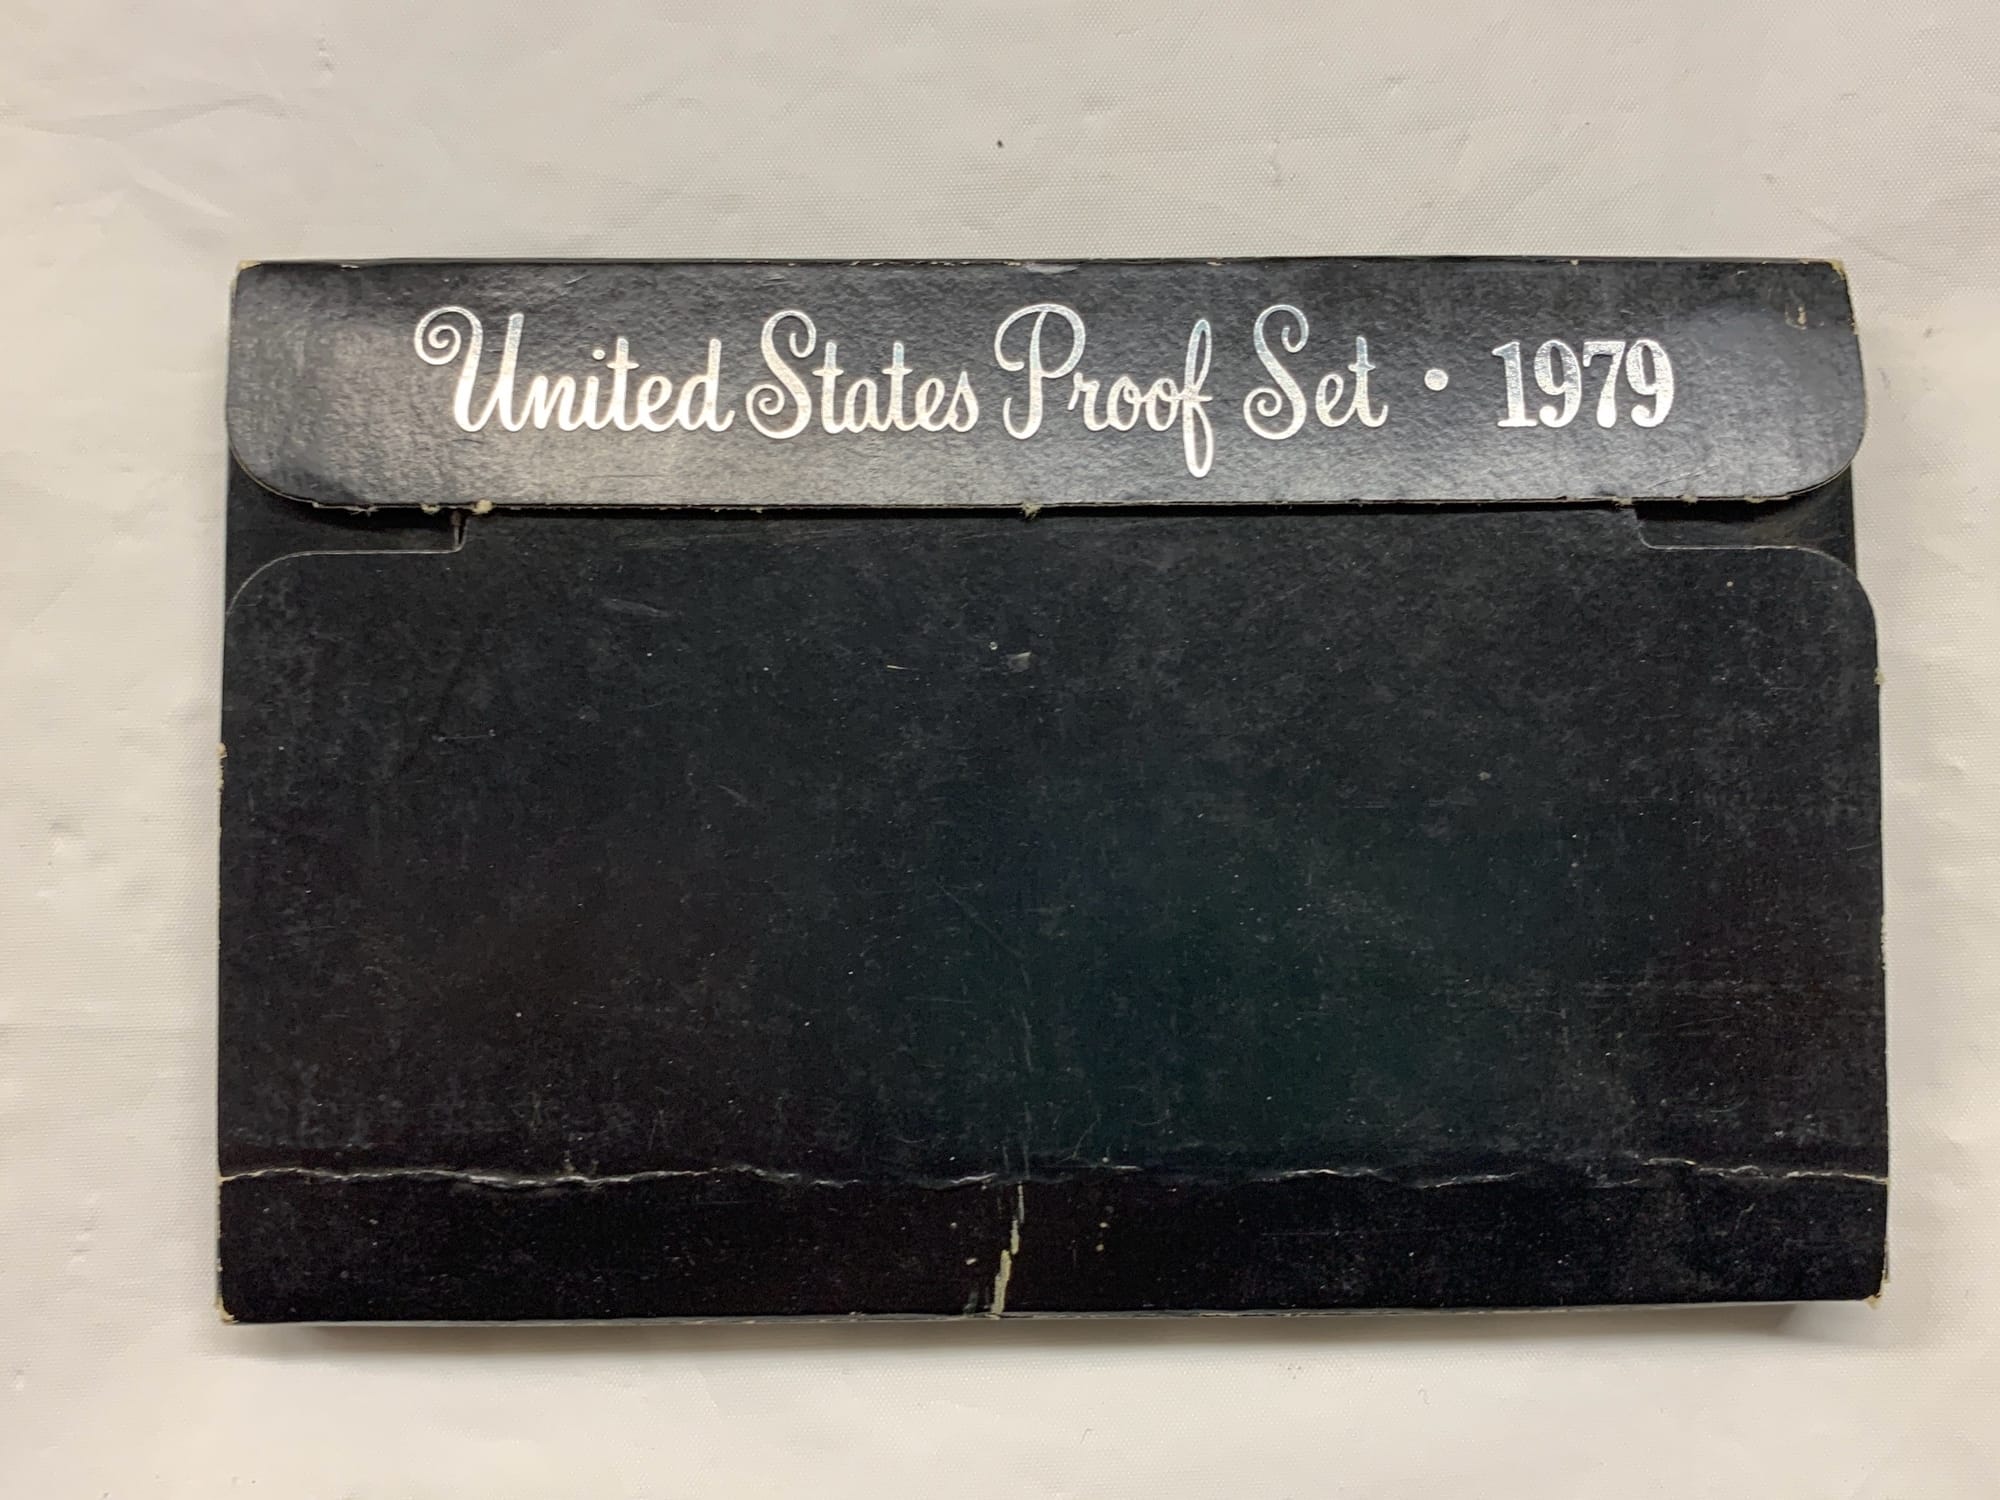 United States Proof Set • 1979